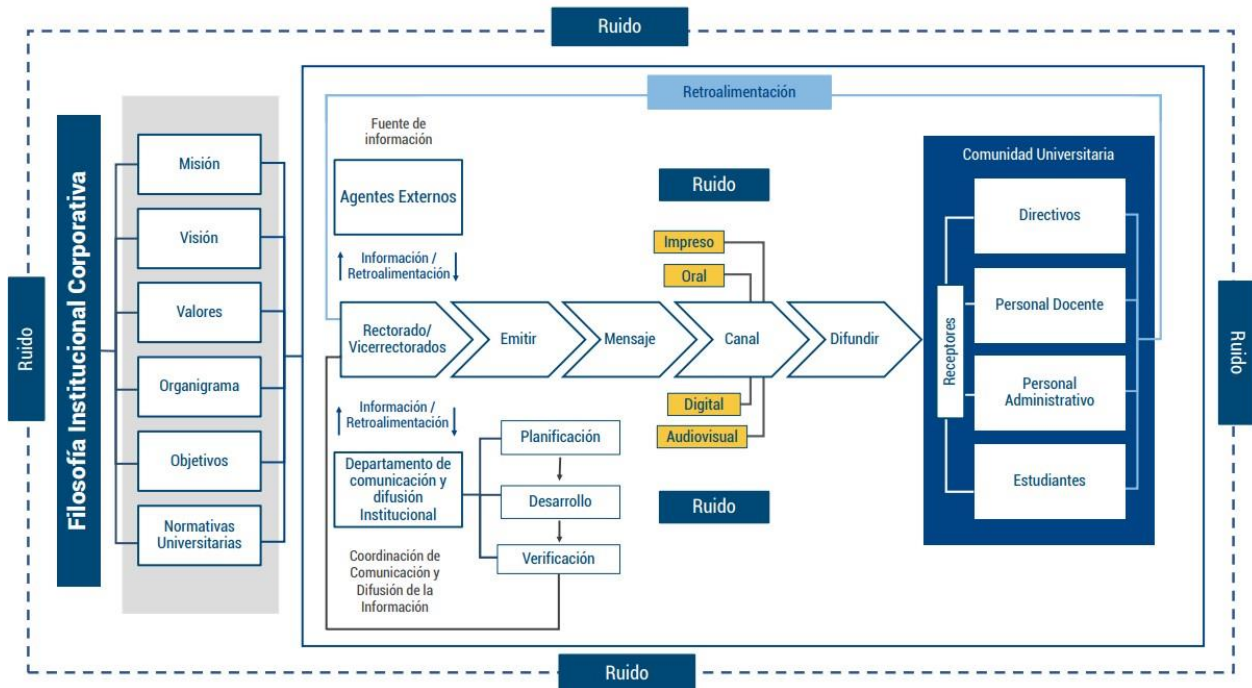 Ruido
Retroalimentación
Filosofía Institucional Corporativa
Ruido
Misión
Visión
Valores
Organigrama
Objetivos
Normativas
Universitarias
Fuente de
información
Agentes Externos
Información /
Retroalimentación
Rectorado/
Vicerrectorados
Emitir
Mensaje
Canal
Difundir
Ruido
Impreso
Oral
Digital
Audiovisual
Ruido
Información /
Retroalimentación
Departamento de
comunicación y
difusión
Institucional
Planificación
Desarrollo
Verificación
Coordinación de
Comunicación y
Difusión de la
Información
Comunidad Universitaria
Receptores
Directivos
Personal Docente
Personal
Administrativo
Estudiantes
Ruido
Ruido